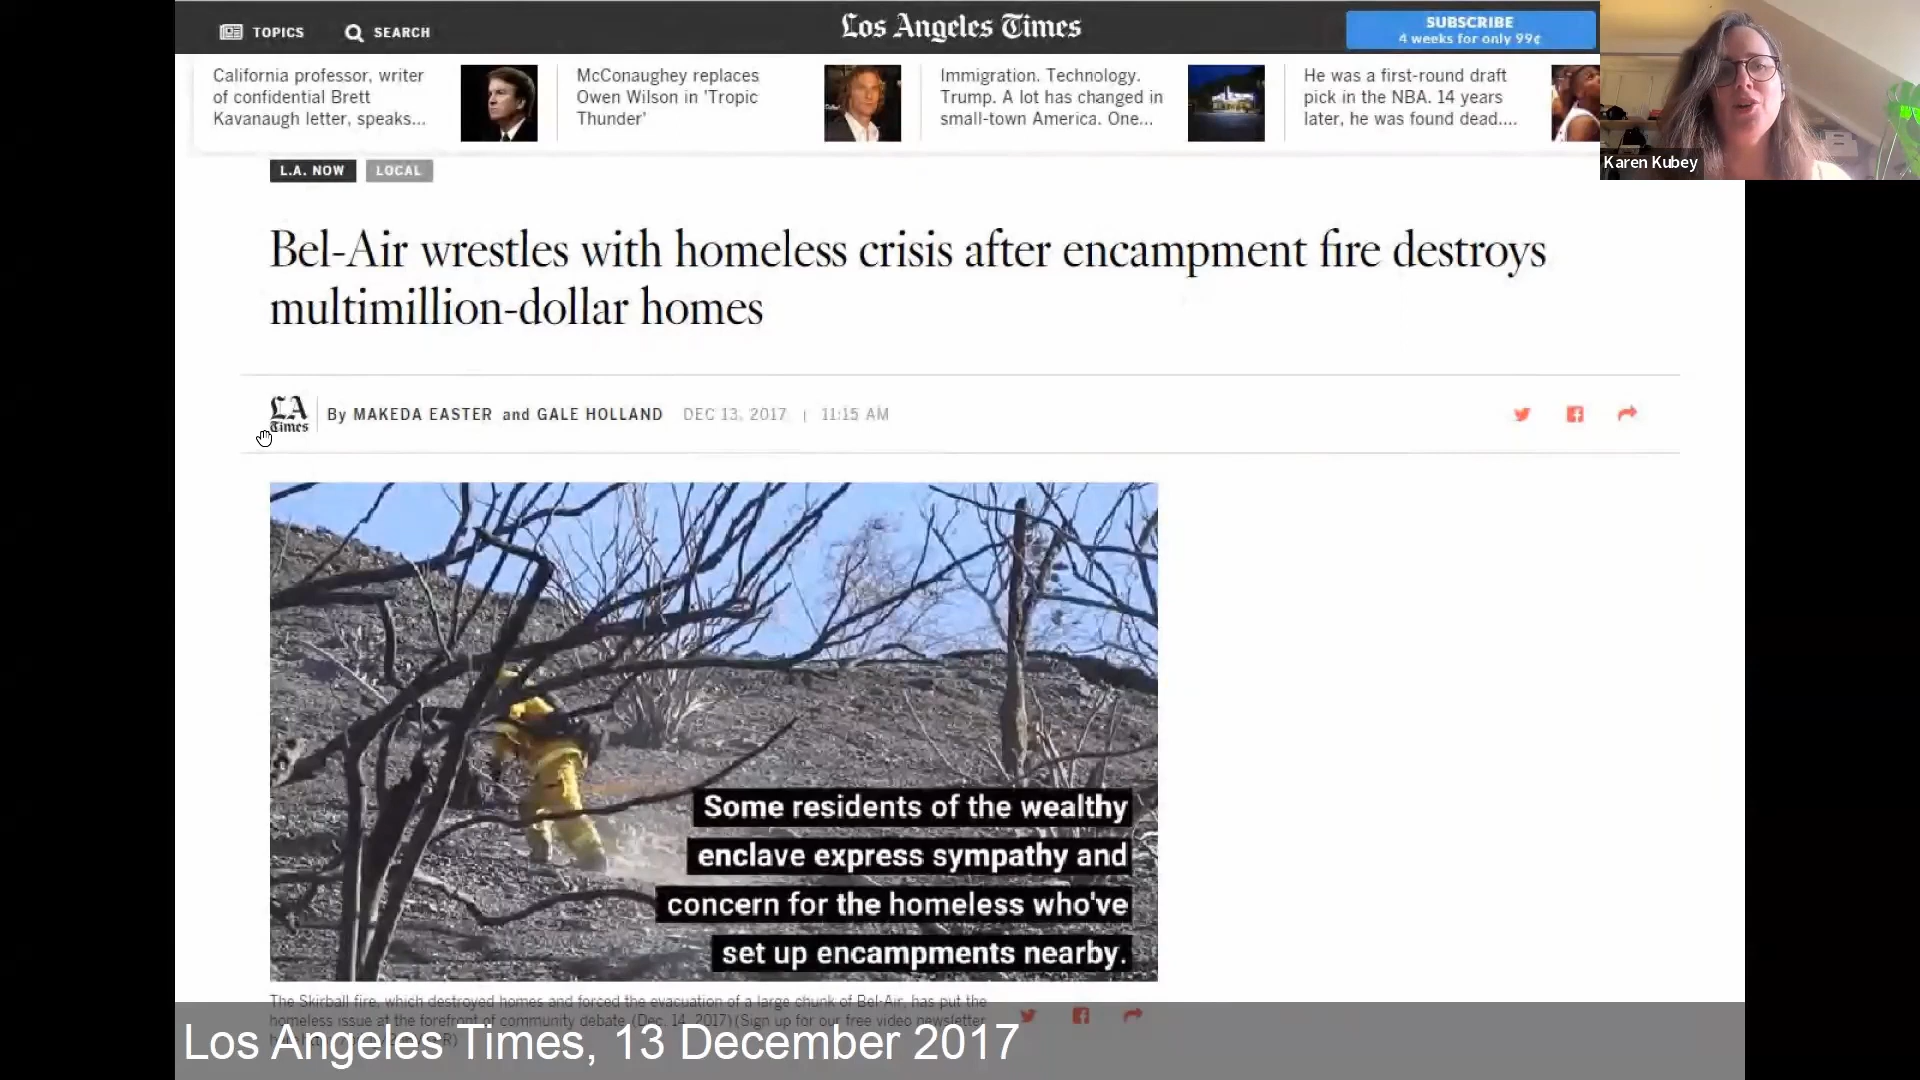 TOPICS
SEARCH
Los Angeles Times
SUBSCRIBE
4 weeks for only 99¢
California professor, writer
of confidential Brett
Kavanaugh letter, speaks...
McConaughey replaces
Owen Wilson in 'Tropic
Thunder'
Immigration. Technology.
Trump. A lot has changed in
small-town America. One...
He was a first-round draft
pick in the NBA. 14 years
later, he was found dead....
Karen Kubey
L.A. NOW
LOCAL
Bel-Air wrestles with homeless crisis after encampment fire destroys
multimillion-dollar homes
LA
Times
By MAKEDA EASTER and GALE HOLLAND DEC 13, 2017 | 11:15 AM
Some residents of the wealthy
enclave express sympathy and
concern for the homeless who've
set up encampments nearby.
The Skirball fire, which destroyed homes and forced the evacuation of a large chunk of Bel-Air, has put the
homeless issue at the forefront of community debate. (Dec. 14, 2017) (Sign up for our free video newsletter
Los Angeles Times, 13 December 2017